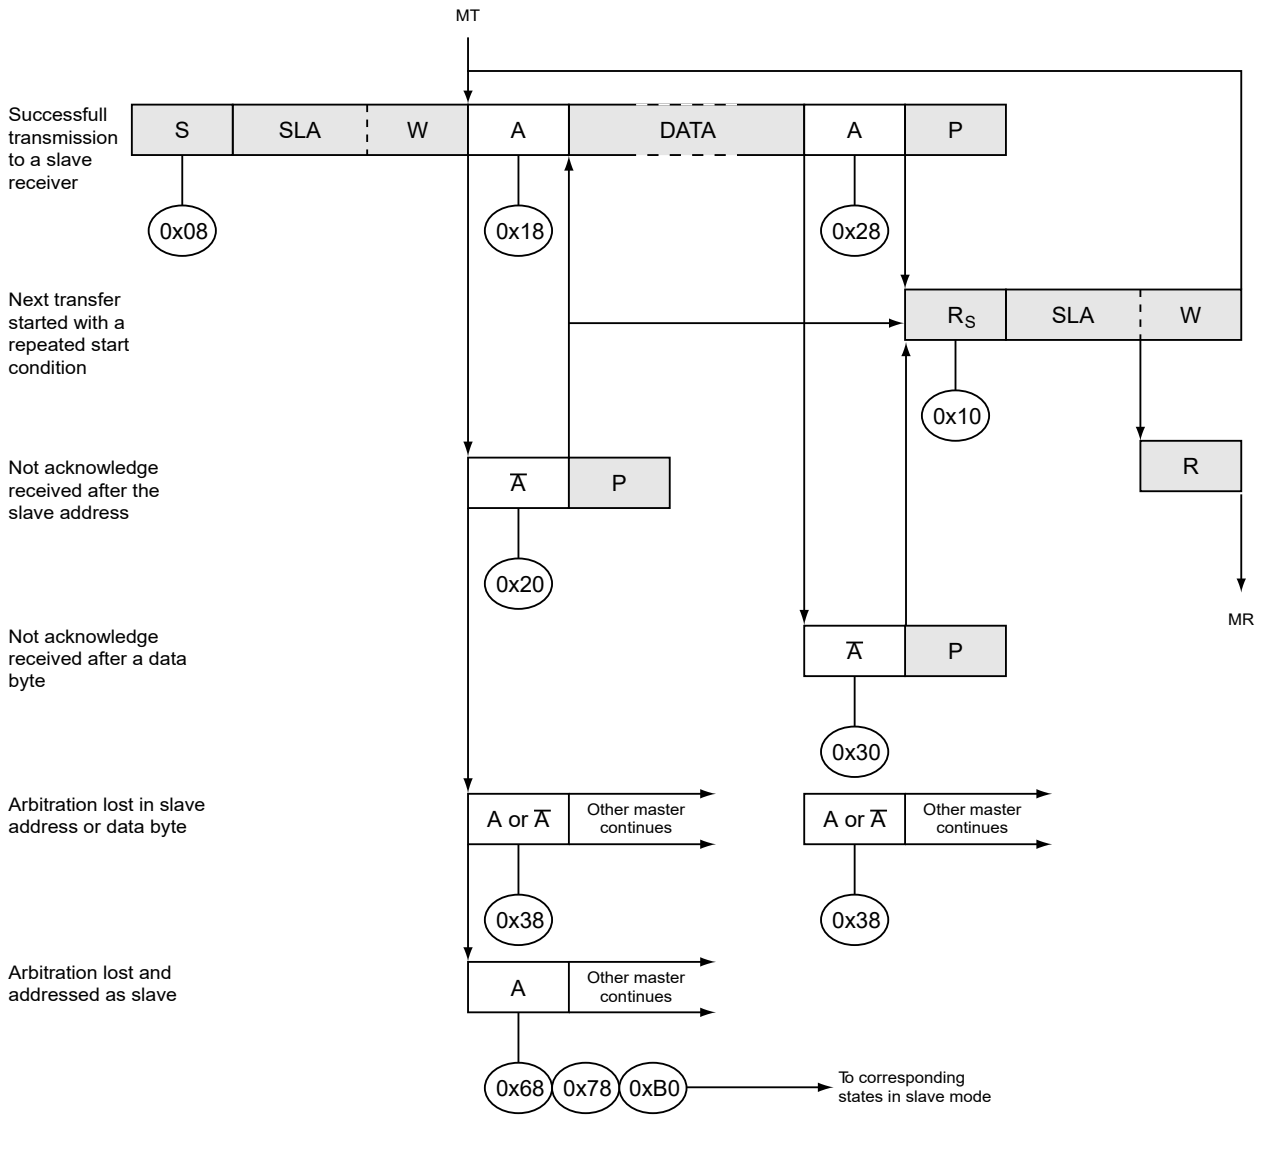 MT
Successfull
transmission
to a slave
receiver
S SLA W A DATA A P
0x08 0x18 0x28
Next transfer
started with a
repeated start
condition
RS SLA W
0x10
Not acknowledge
received after the
slave address
A̅ P
R
0x20
MR
Not acknowledge
received after a data
byte
A̅ P
0x30
Arbitration lost in slave
address or data byte
A or A̅
Other master
continues
A or A̅
Other master
continues
0x38 0x38
Arbitration lost and
addressed as slave
A
Other master
continues
0x68 0x78 0xB0
To corresponding
states in slave mode